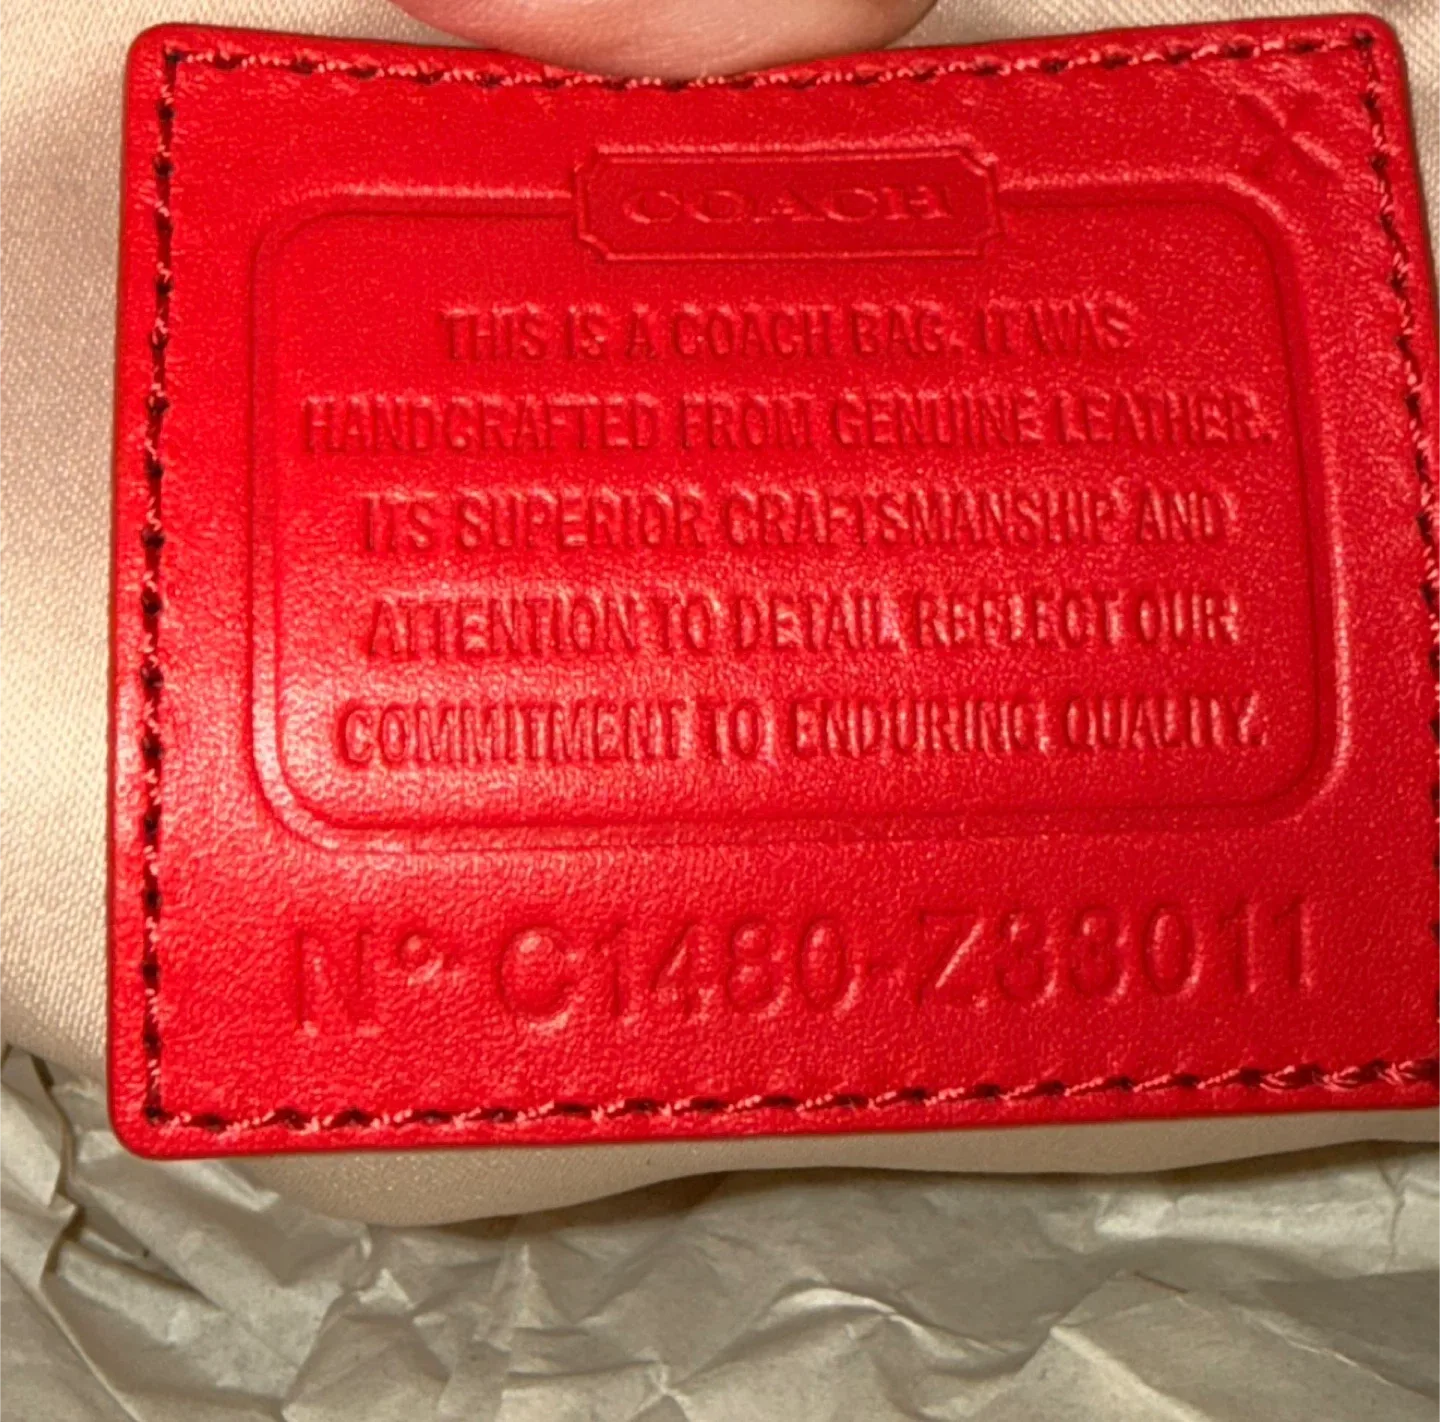 COACH
THIS IS A COACH BAG. IT WAS
HANDCRAFTED FROM GENUINE LEATHER.
ITS SUPERIOR CRAFTSMANSHIP AND
ATTENTION TO DETAIL REFLECT OUR
COMMITMENT TO ENDURING QUALITY.
Nº C1480-Z33011